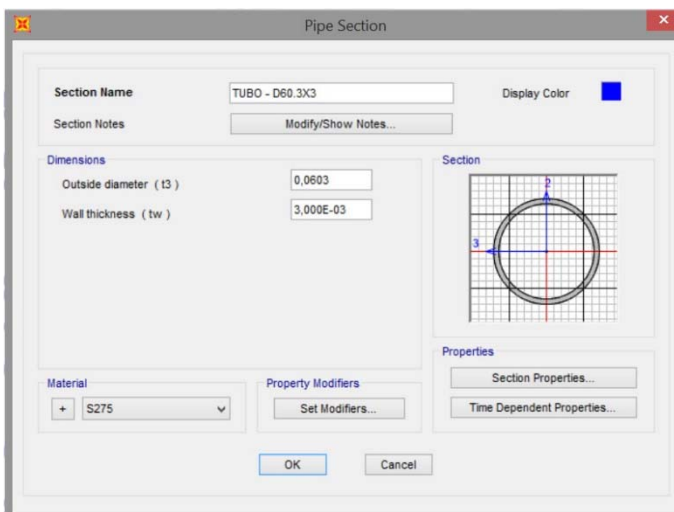 Pipe Section
Section Name TUBO - D60.3X3 Display Color
Section Notes Modify/Show Notes...
Dimensions
Outside diameter ( t3 ) 0,0603
Wall thickness ( tw ) 3,000E-03
Section
2
3
Properties
Section Properties...
Time Dependent Properties...
Material
+ S275
Property Modifiers
Set Modifiers...
OK Cancel